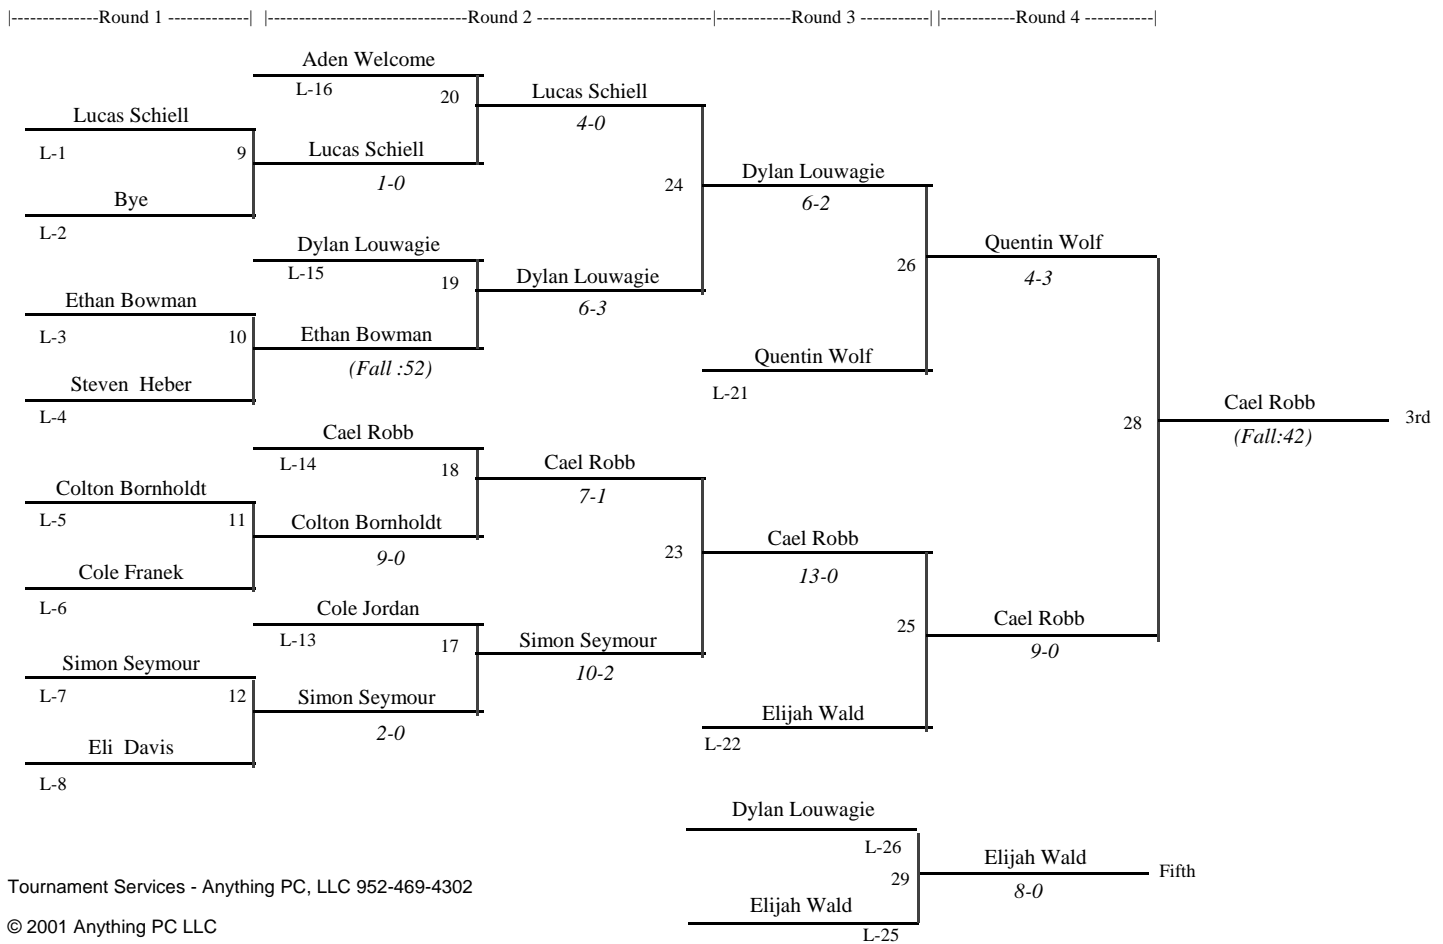 |--------------Round 1 --------------| |--------------------------------Round 2 ----------------------------|------------Round 3 -----------| |------------Round 4 -----------|
Aden Welcome
L-16
20
Lucas Schiell
4-0
Lucas Schiell
L-1
9
Lucas Schiell
1-0
Bye
L-2
24
Dylan Louwagie
6-2
Dylan Louwagie
L-15
19
Dylan Louwagie
6-3
Ethan Bowman
L-3
10
Ethan Bowman
(Fall :52)
Steven  Heber
L-4
26
Quentin Wolf
4-3
Quentin Wolf
L-21
Cael Robb
L-14
18
Cael Robb
7-1
Colton Bornholdt
L-5
11
Colton Bornholdt
9-0
Cole Franek
L-6
23
Cael Robb
13-0
Cole Jordan
L-13
17
Simon Seymour
10-2
Simon Seymour
L-7
12
Simon Seymour
2-0
Eli  Davis
L-8
25
Cael Robb
9-0
Elijah Wald
L-22
28
Cael Robb
(Fall:42)
3rd
Dylan Louwagie
L-26
29
Elijah Wald
8-0
Fifth
Elijah Wald
L-25
Tournament Services - Anything PC, LLC 952-469-4302
© 2001 Anything PC LLC